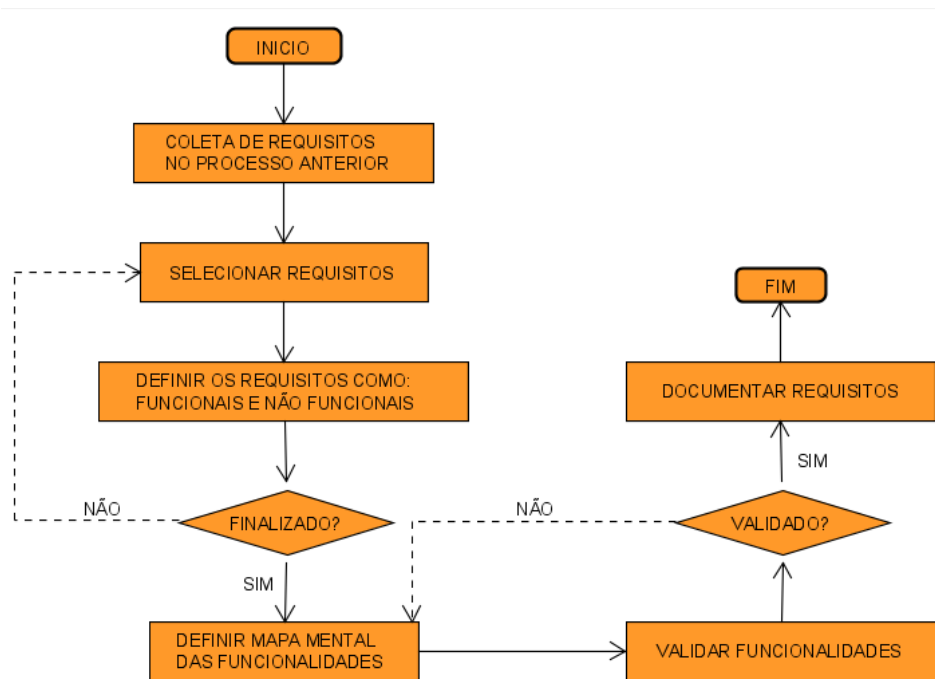 INICIO
COLETA DE REQUISITOS
NO PROCESSO ANTERIOR
SELECIONAR REQUISITOS
DEFINIR OS REQUISITOS COMO:
FUNCIONAIS E NÃO FUNCIONAIS
NÃO
FINALIZADO?
SIM
DEFINIR MAPA MENTAL
DAS FUNCIONALIDADES
VALIDAR FUNCIONALIDADES
NÃO
VALIDADO?
SIM
DOCUMENTAR REQUISITOS
FIM